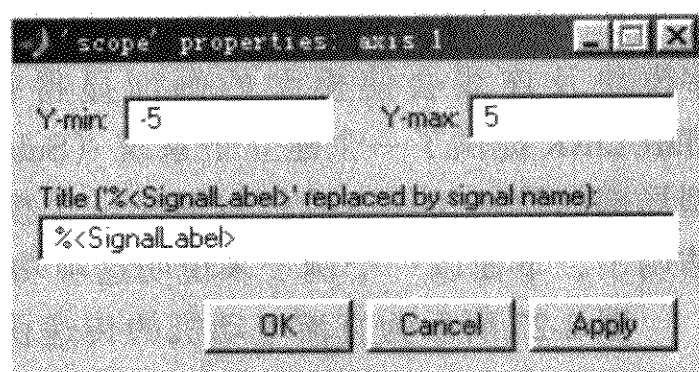 'scope' properties: axis 1
Y-min: -5 Y-max: 5
Title ('%<SignalLabel>' replaced by signal name):
%<SignalLabel>
OK Cancel Apply